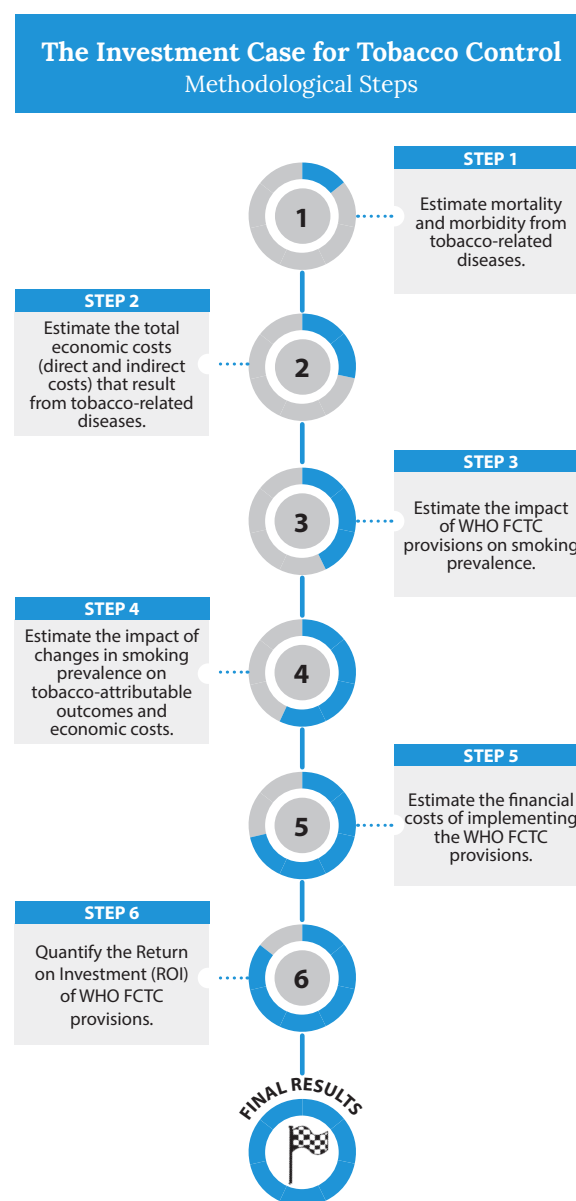 The Investment Case for Tobacco Control
Methodological Steps
1
STEP 1
Estimate mortality
and morbidity from
tobacco-related
diseases.
STEP 2
Estimate the total
economic costs
(direct and indirect
costs) that result
from tobacco-related
diseases.
2
3
STEP 3
Estimate the impact
of WHO FCTC
provisions on smoking
prevalence.
STEP 4
Estimate the impact of
changes in smoking
prevalence on
tobacco-attributable
outcomes and
economic costs.
4
5
STEP 5
Estimate the financial
costs of implementing
the WHO FCTC
provisions.
STEP 6
Quantify the Return
on Investment (ROI)
of WHO FCTC
provisions.
6
FINAL RESULTS